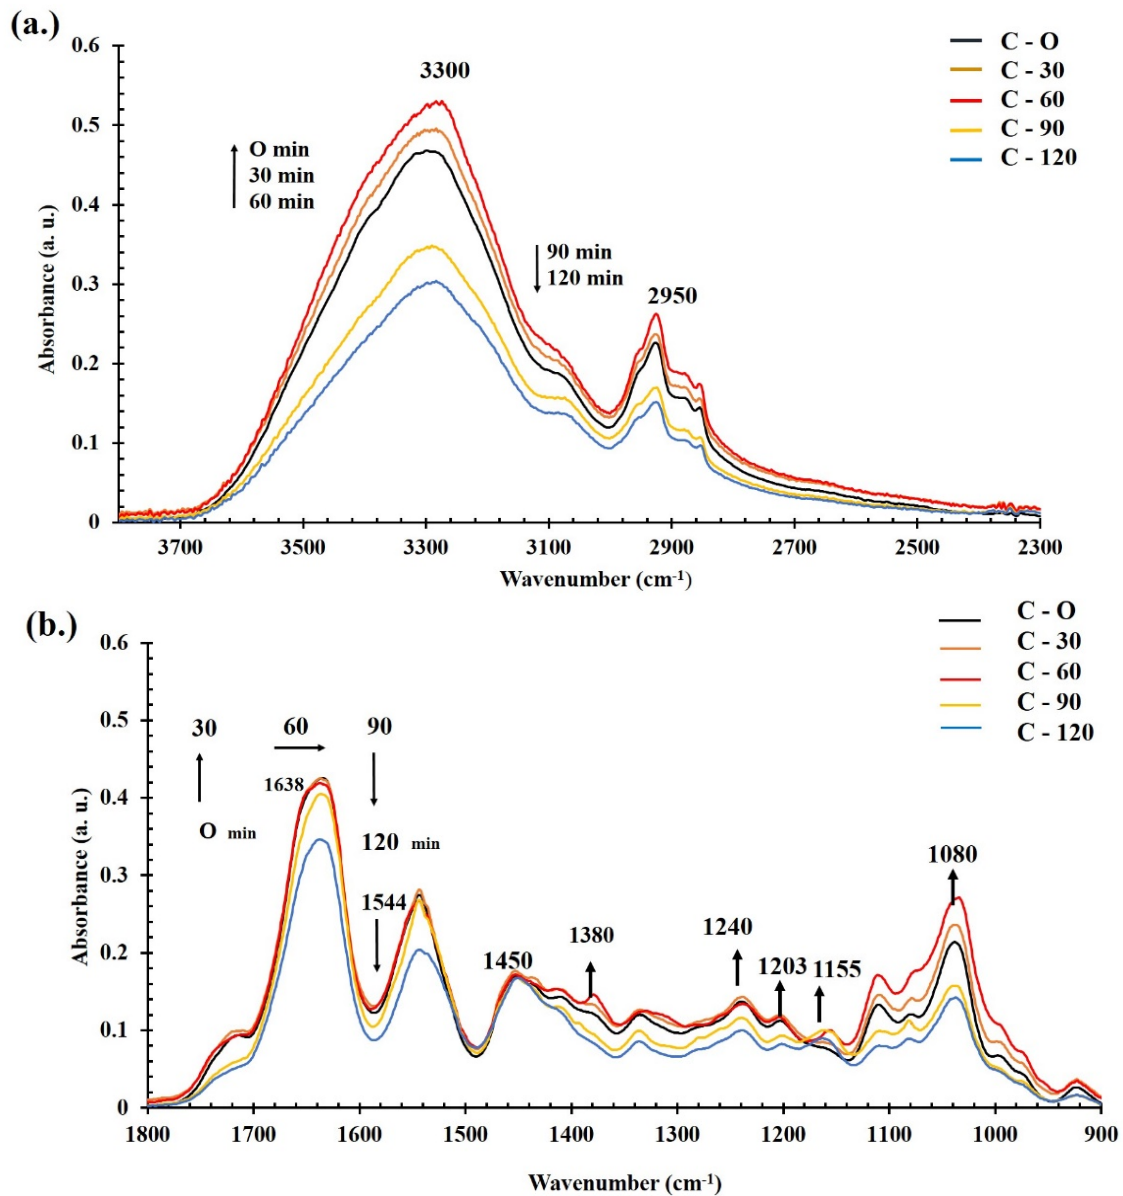 (a.)
0.6
0.5
0.4
0.3
0.2
0.1
0
Absorbance (a. u.)
3300
O min
30 min
60 min
90 min
120 min
2950
C - O
C - 30
C - 60
C - 90
C - 120
3700
3500
3300
3100
2900
2700
2500
2300
Wavenumber (cm-1)
(b.)
0.6
0.5
0.4
0.3
0.2
0.1
0
Absorbance (a. u.)
30
60
90
1638
O min
120 min
1544
1450
1380
1240
1203
1155
1080
C - O
C - 30
C - 60
C - 90
C - 120
1800
1700
1600
1500
1400
1300
1200
1100
1000
900
Wavenumber (cm-1)